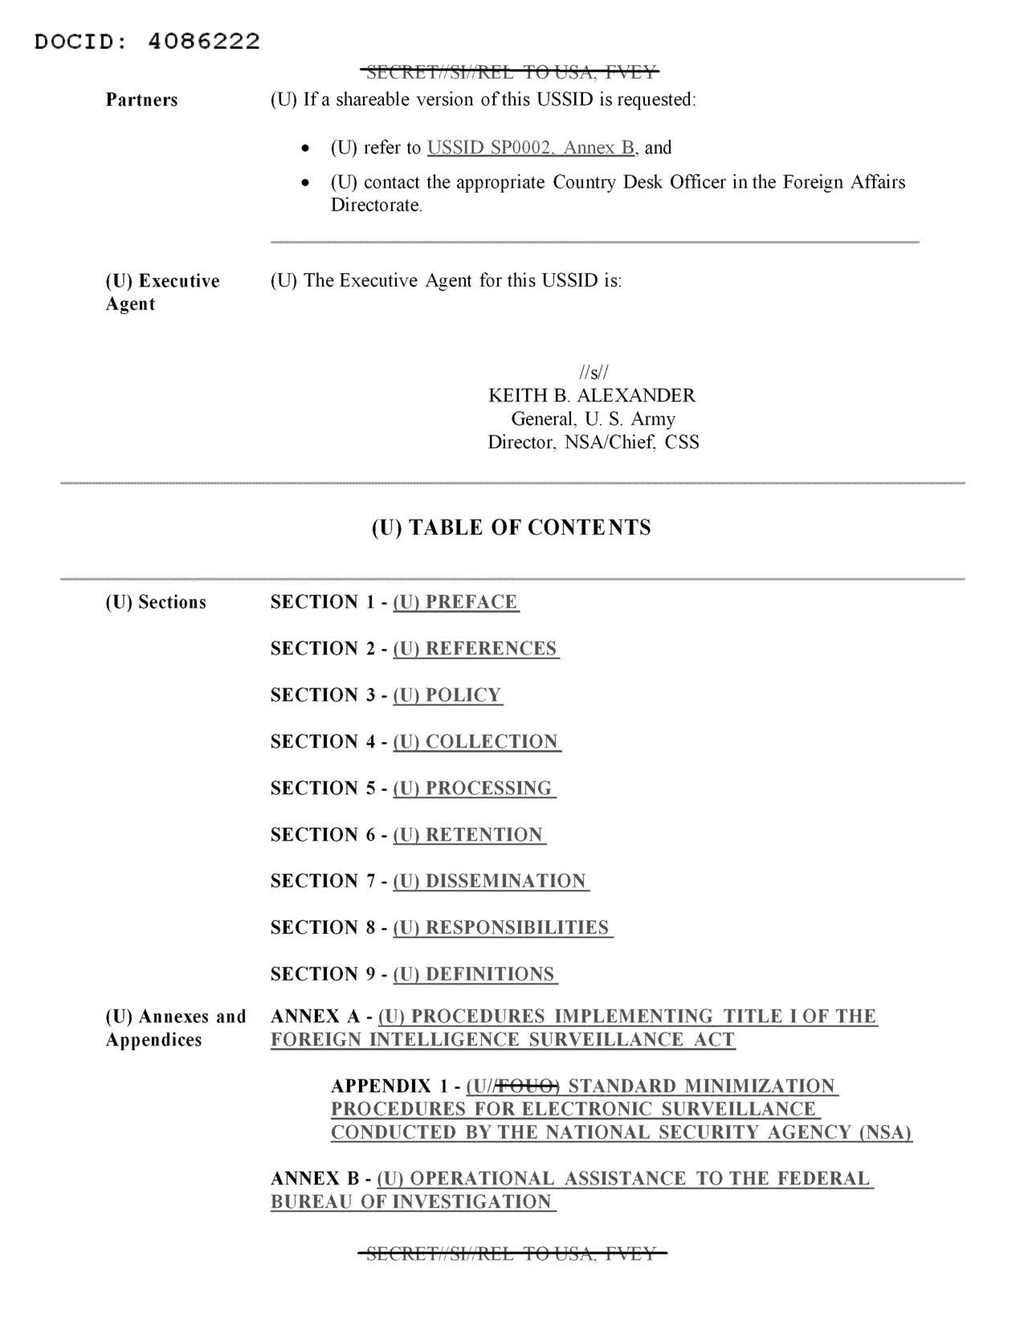 DOCID: 4086222
SECRET//SI//REL TO USA, FVEY
Partners
(U) If a shareable version of this USSID is requested:
• (U) refer to USSID SP0002, Annex B, and
• (U) contact the appropriate Country Desk Officer in the Foreign Affairs
Directorate.
(U) Executive
Agent
(U) The Executive Agent for this USSID is:
//s//
KEITH B. ALEXANDER
General, U. S. Army
Director, NSA/Chief, CSS
(U) TABLE OF CONTENTS
(U) Sections
SECTION 1 - (U) PREFACE
SECTION 2 - (U) REFERENCES
SECTION 3 - (U) POLICY
SECTION 4 - (U) COLLECTION
SECTION 5 - (U) PROCESSING
SECTION 6 - (U) RETENTION
SECTION 7 - (U) DISSEMINATION
SECTION 8 - (U) RESPONSIBILITIES
SECTION 9 - (U) DEFINITIONS
(U) Annexes and
Appendices
ANNEX A - (U) PROCEDURES IMPLEMENTING TITLE I OF THE
FOREIGN INTELLIGENCE SURVEILLANCE ACT
APPENDIX 1 - (U//FOUO) STANDARD MINIMIZATION
PROCEDURES FOR ELECTRONIC SURVEILLANCE
CONDUCTED BY THE NATIONAL SECURITY AGENCY (NSA)
ANNEX B - (U) OPERATIONAL ASSISTANCE TO THE FEDERAL
BUREAU OF INVESTIGATION
SECRET//SI//REL TO USA, FVEY